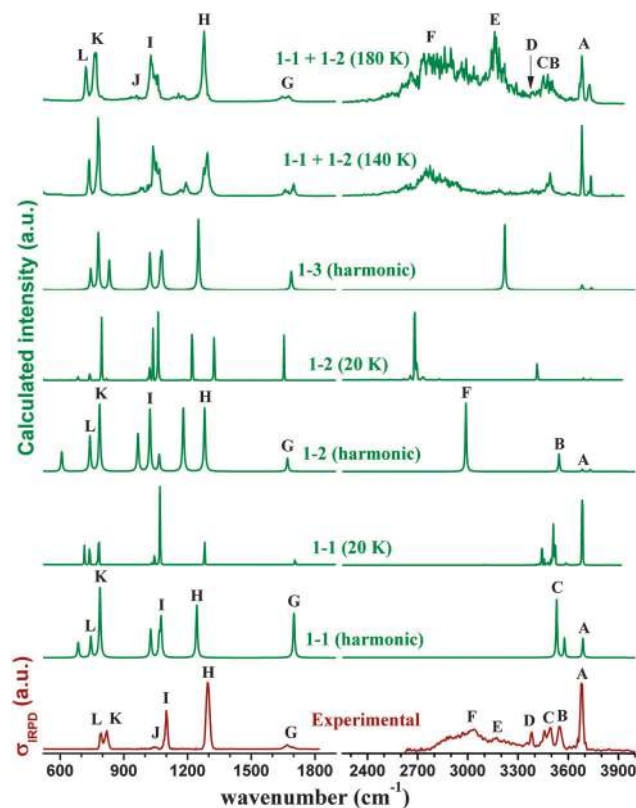 H
F
E
K
I
D
A
L
1-1 + 1-2 (180 K)
C B
J
G
1-1 + 1-2 (140 K)
1-3 (harmonic)
1-2 (20 K)
K
I
H
F
L
1-2 (harmonic)
G
B
A
1-1 (20 K)
K
C
I
H
G
L
1-1 (harmonic)
A
H
A
I
Experimental
L K
J
G
F
E
D C B
600 900 1200 1500 1800 2400 2700 3000 3300 3600 3900
wavenumber (cm-1)
Calculated intensity (a.u.)
σIRPD (a.u.)